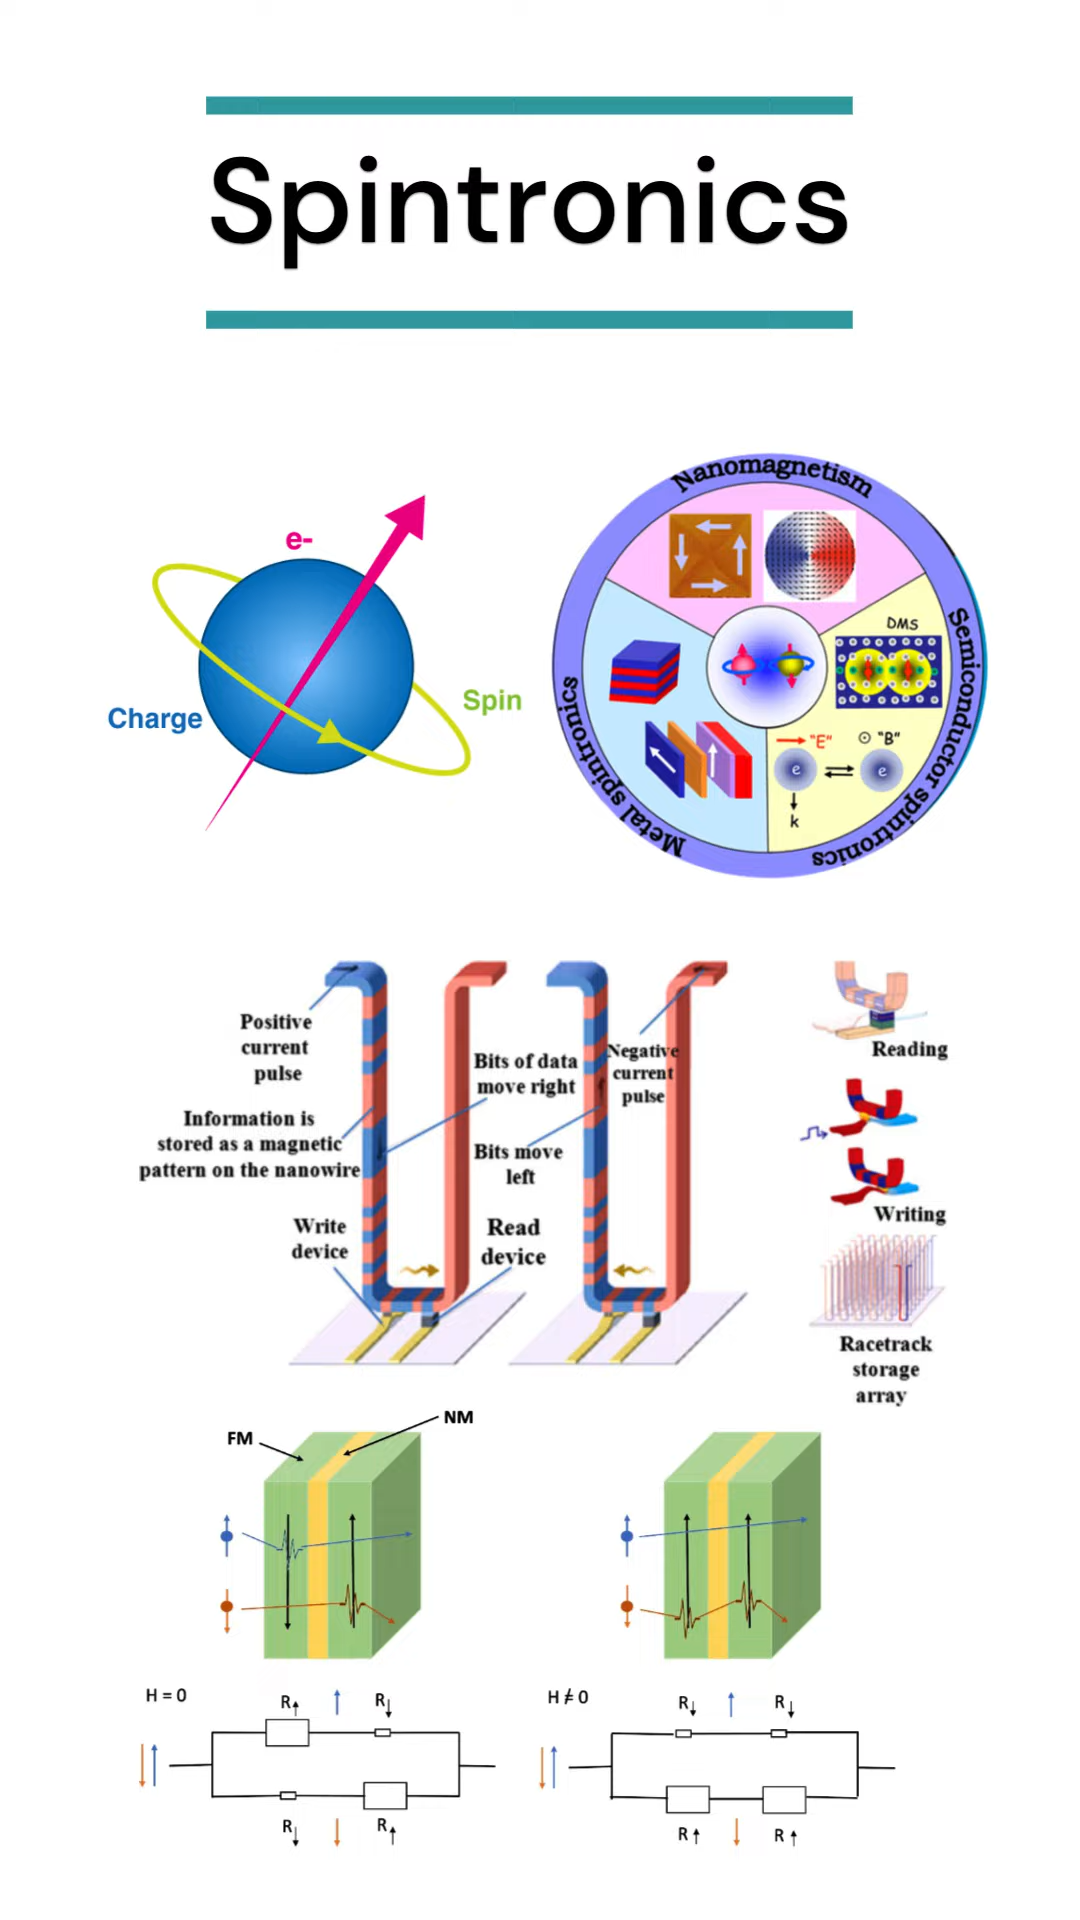 Spintronics
e-
Charge
Spin
Nanomagnetism
Metal spintronics
Semiconductor spintronics
DMS
"E"
"B"
e
e
k
Positive
current
pulse
Information is
stored as a magnetic
pattern on the nanowire
Write
device
Bits of data
move right
Bits move
left
Read
device
Negative
current
pulse
Reading
Writing
Racetrack
storage
array
FM
NM
H = 0
R↑
R↓
R↓
R↑
H ≠ 0
R↓
R↓
R↑
R↑